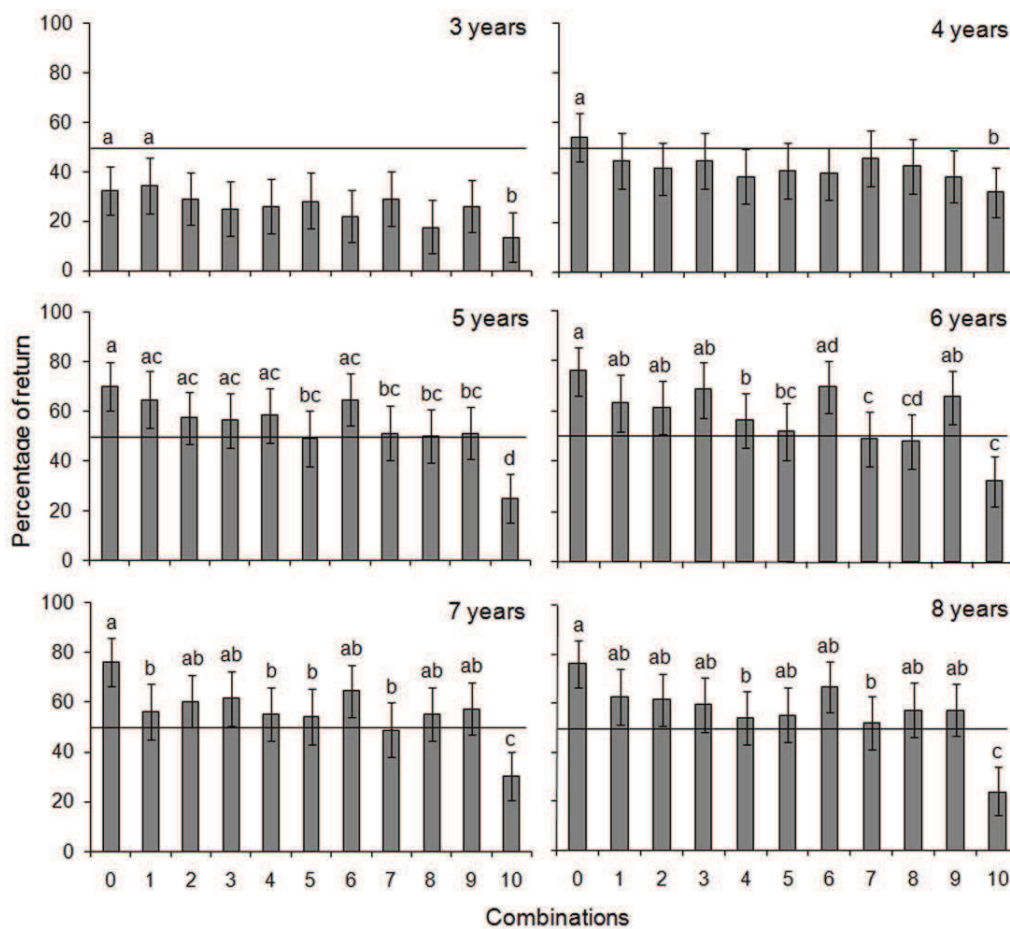 3 years
100
80
60
40
20
0
a a b
4 years
a b
5 years
100
80
60
40
20
0
a ac ac ac ac bc ac bc bc bc d
6 years
a ab ab ab b bc ad c cd ab c
7 years
100
80
60
40
20
0
a b ab ab b b ab b ab ab c
0 1 2 3 4 5 6 7 8 9 10
8 years
a ab ab ab b ab ab b ab ab c
0 1 2 3 4 5 6 7 8 9 10
Percentae of return
Combinations